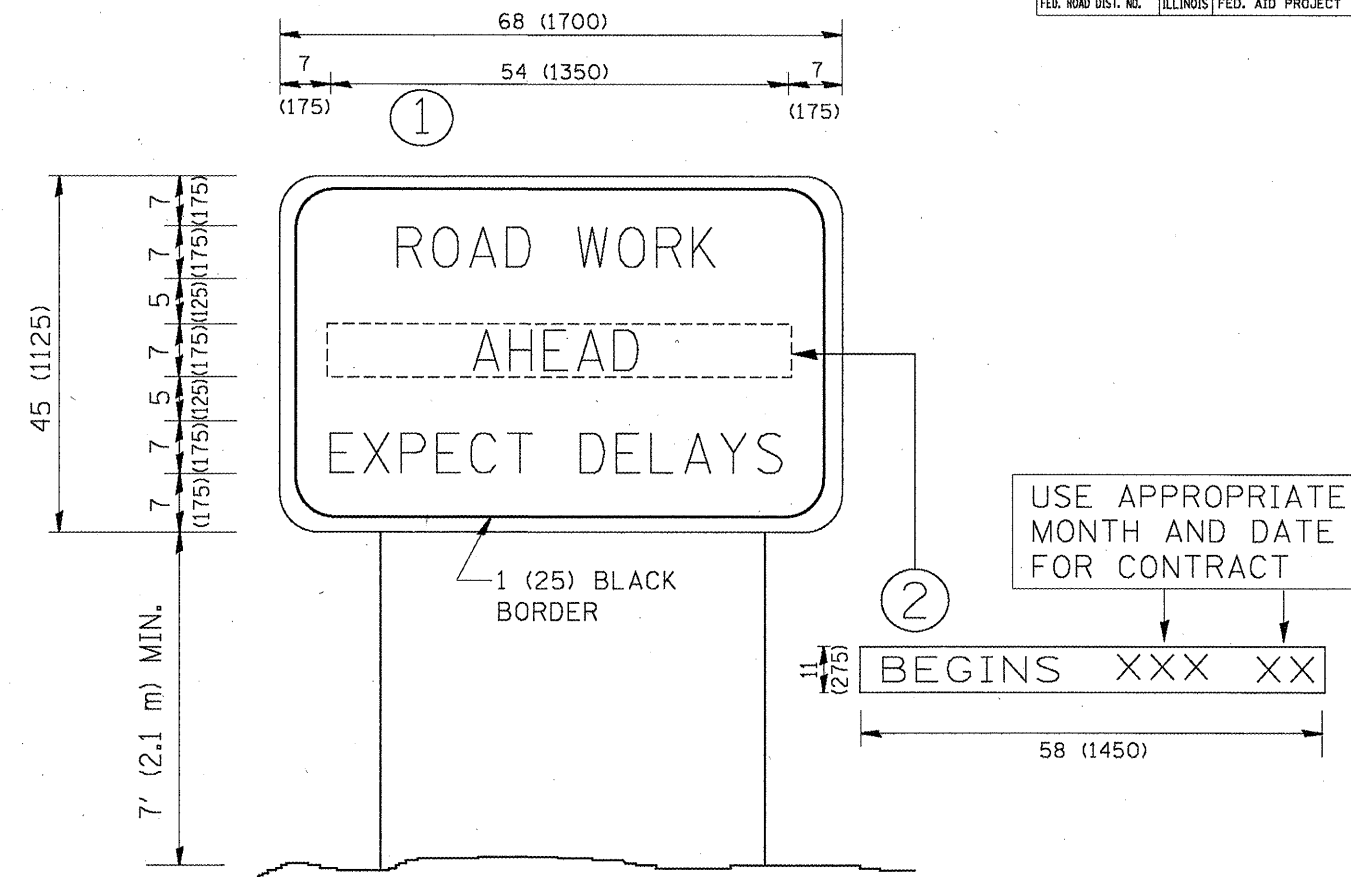 FED. ROAD DIST. NO. ILLINOIS FED. AID PROJECT
68 (1700)
7 54 (1350) 7
(175) (175)
1
45 (1125)
7 (175)
7 (175)
5 (125)
7 (175)
5 (125)
7 (175)
7 (175)
ROAD WORK
AHEAD
EXPECT DELAYS
1 (25) BLACK
BORDER
7' (2.1 m) MIN.
2
USE APPROPRIATE
MONTH AND DATE
FOR CONTRACT
11 (275)
BEGINS XXX XX
58 (1450)